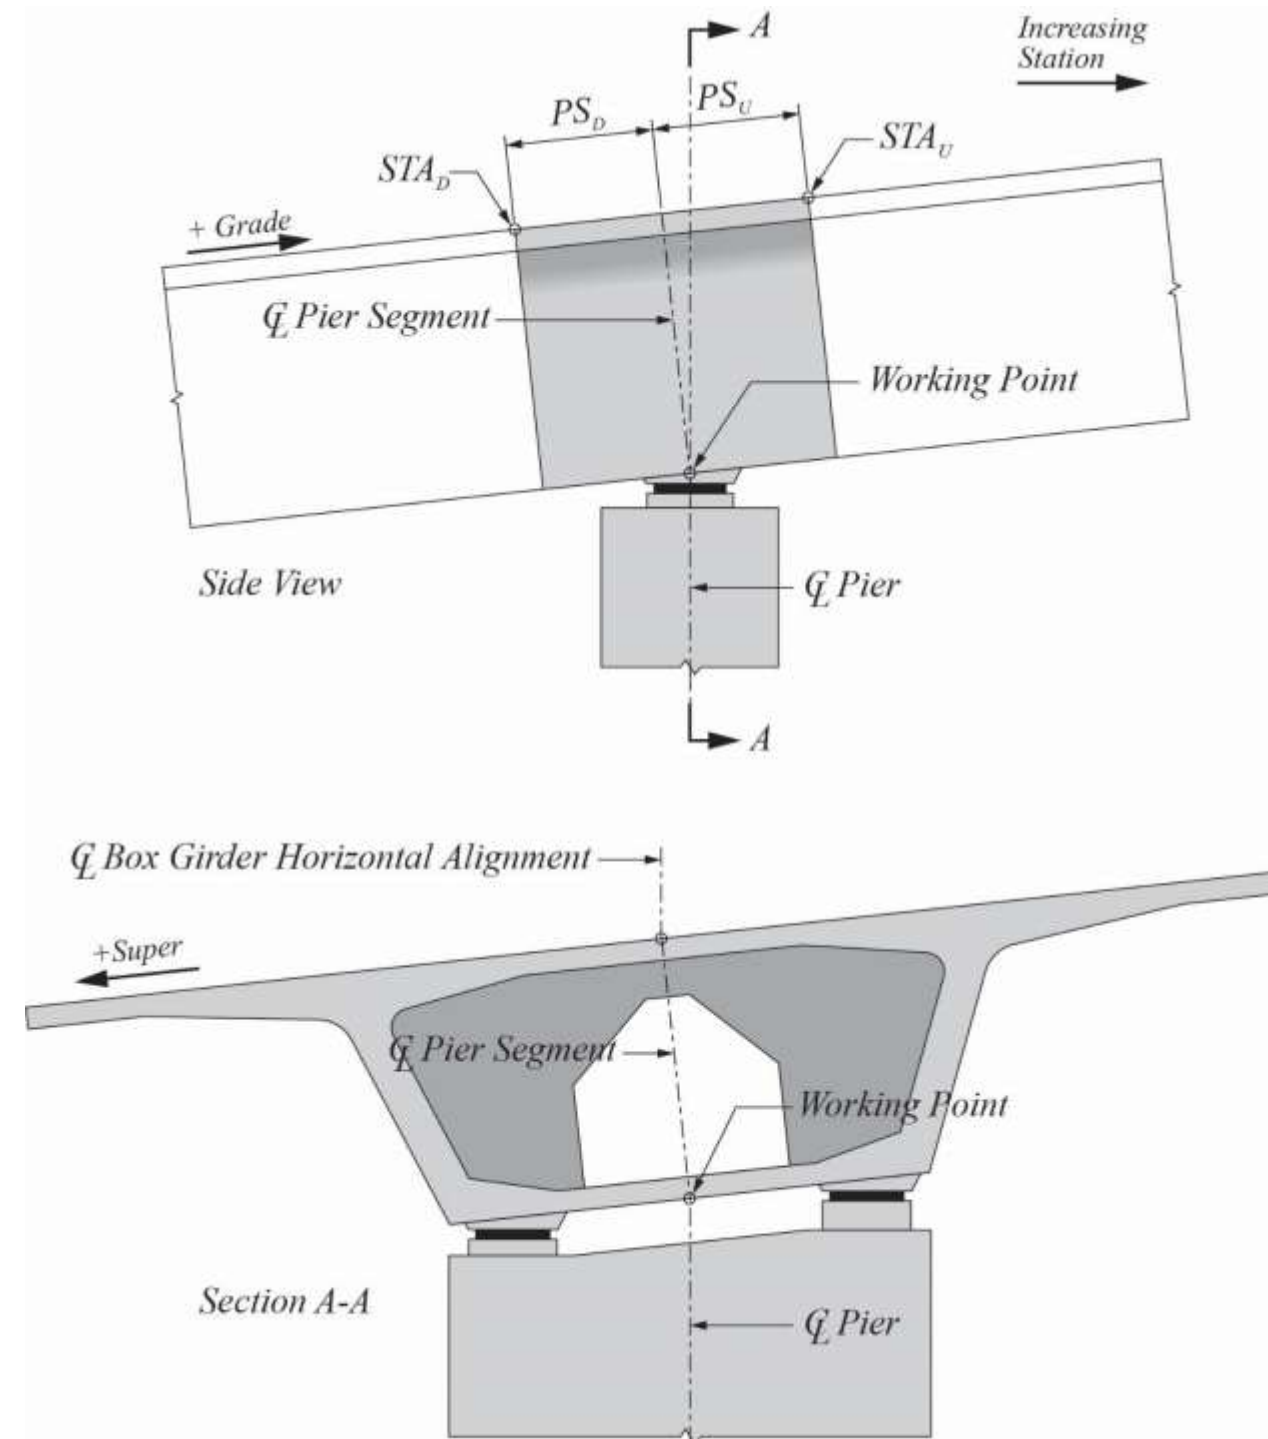 A
Increasing
Station
PS_D
PS_U
STA_D
STA_U
+ Grade
℄ Pier Segment
Working Point
Side View
℄ Pier
A
℄ Box Girder Horizontal Alignment
+Super
℄ Pier Segment
Working Point
Section A-A
℄ Pier